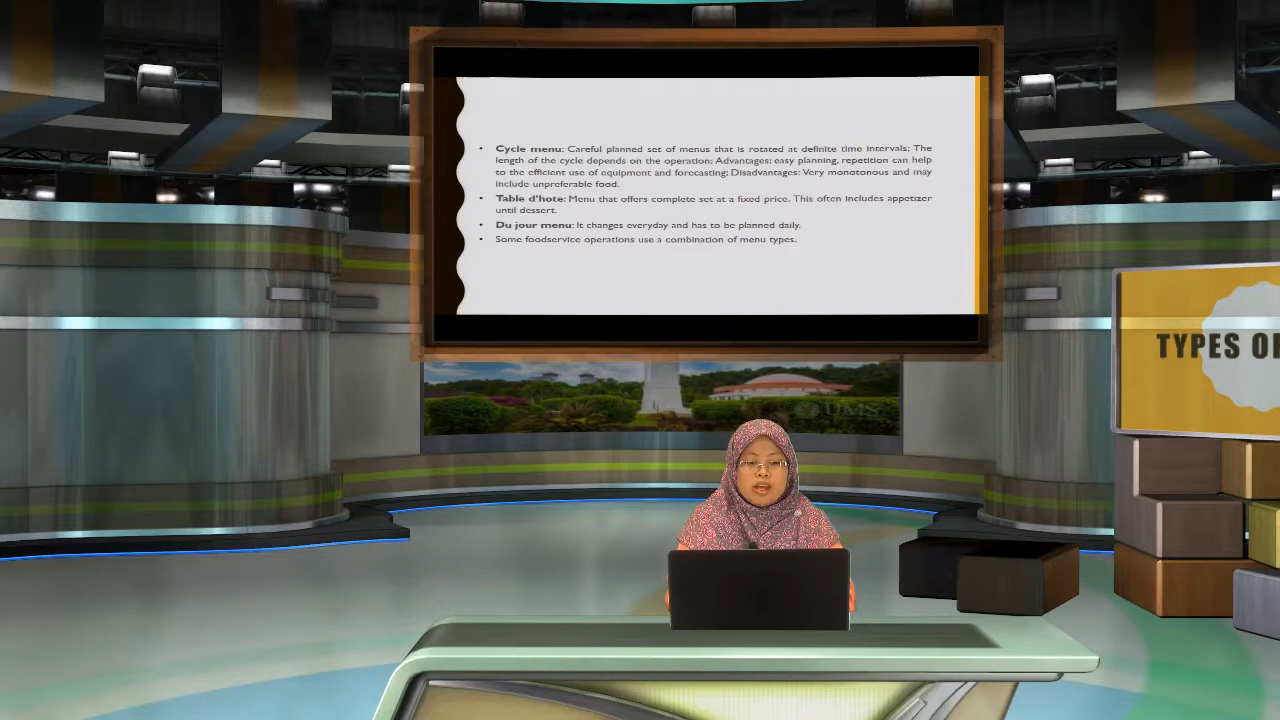 • Cycle menu: Careful planned set of menus that is rotated at definite time intervals; The
length of the cycle depends on the operation; Advantages: easy planning, repetition can help
to the efficient use of equipment and forecasting; Disadvantages: Very monotonous and may
include unpreferable food.
• Table d'hote: Menu that offers complete set at a fixed price. This often includes appetizer
until dessert.
• Du jour menu: It changes everyday and has to be planned daily.
• Some foodservice operations use a combination of menu types.
TYPES OF
UMS